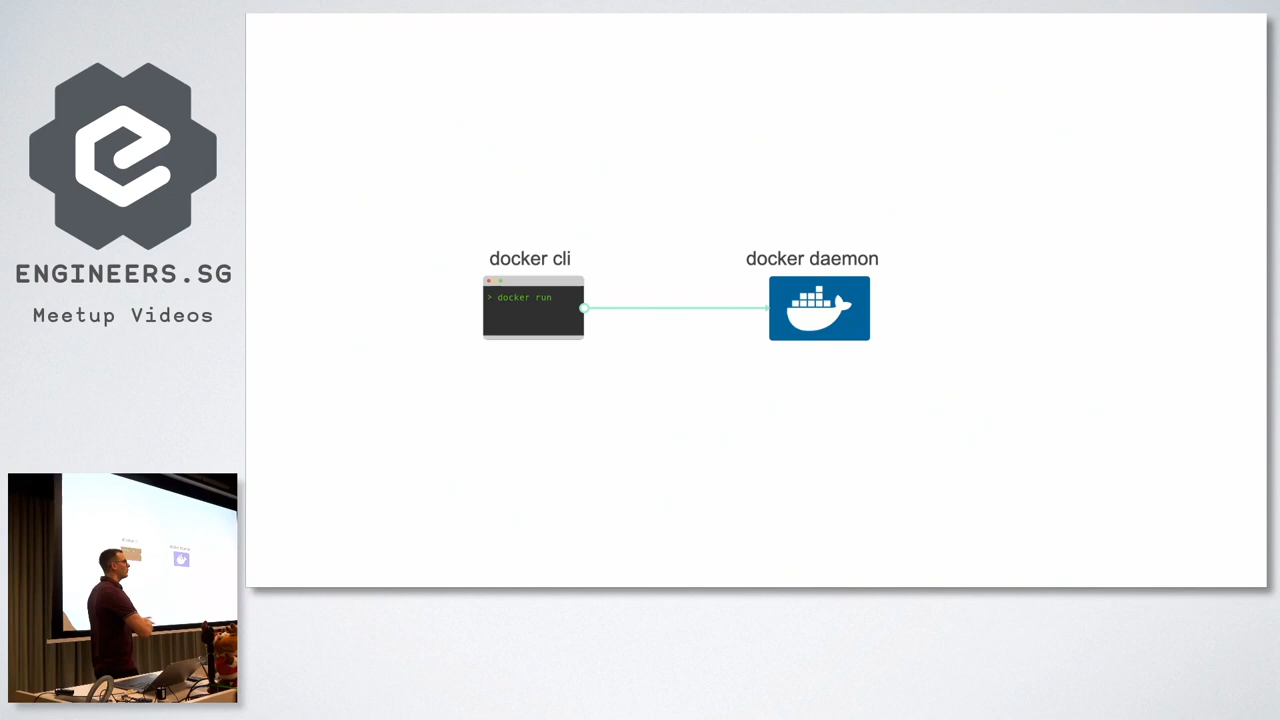 ENGINEERS.SG
Meetup Videos
docker cli
docker daemon
> docker run